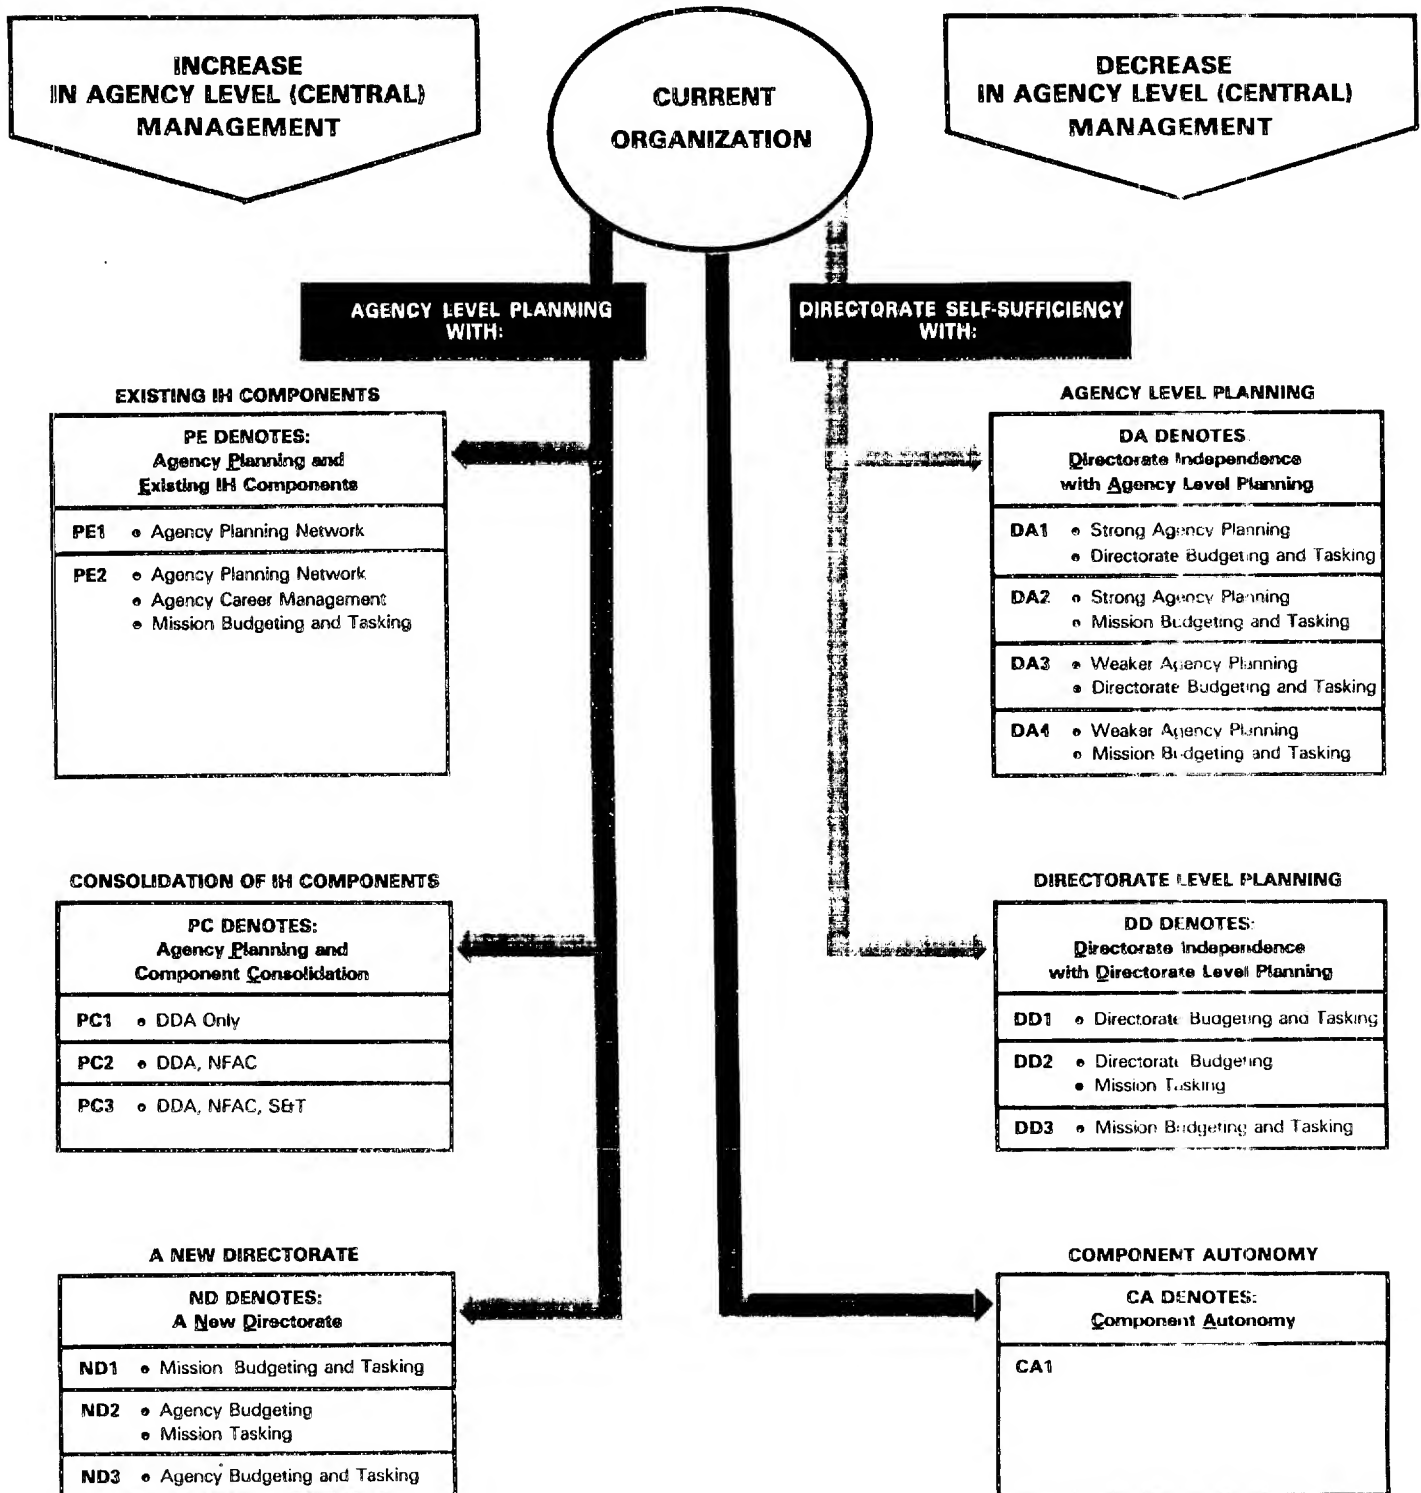 INCREASE
IN AGENCY LEVEL (CENTRAL)
MANAGEMENT
CURRENT
ORGANIZATION
DECREASE
IN AGENCY LEVEL (CENTRAL)
MANAGEMENT
AGENCY LEVEL PLANNING
WITH:
DIRECTORATE SELF-SUFFICIENCY
WITH:
EXISTING IH COMPONENTS
PE DENOTES:
Agency Planning and
Existing IH Components
PE1 • Agency Planning Network
PE2 • Agency Planning Network
• Agency Career Management
• Mission Budgeting and Tasking
AGENCY LEVEL PLANNING
DA DENOTES
Directorate Independence
with Agency Level Planning
DA1 • Strong Agency Planning
• Directorate Budgeting and Tasking
DA2 • Strong Agency Planning
• Mission Budgeting and Tasking
DA3 • Weaker Agency Planning
• Directorate Budgeting and Tasking
DA4 • Weaker Agency Planning
• Mission Budgeting and Tasking
CONSOLIDATION OF IH COMPONENTS
PC DENOTES:
Agency Planning and
Component Consolidation
PC1 • DDA Only
PC2 • DDA, NFAC
PC3 • DDA, NFAC, S&T
DIRECTORATE LEVEL PLANNING
DD DENOTES:
Directorate Independence
with Directorate Level Planning
DD1 • Directorate Budgeting and Tasking
DD2 • Directorate Budgeting
• Mission Tasking
DD3 • Mission Budgeting and Tasking
A NEW DIRECTORATE
ND DENOTES:
A New Directorate
ND1 • Mission Budgeting and Tasking
ND2 • Agency Budgeting
• Mission Tasking
ND3 • Agency Budgeting and Tasking
COMPONENT AUTONOMY
CA DENOTES:
Component Autonomy
CA1